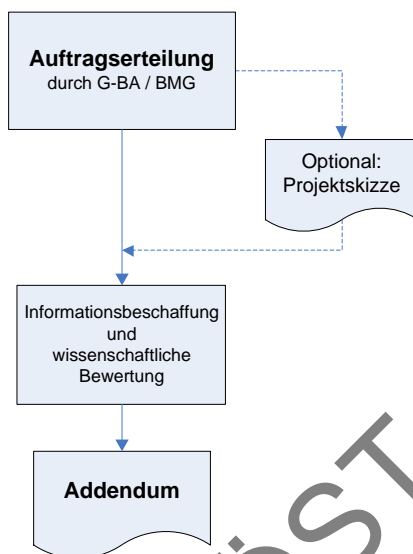 Auftragserteilung
durch G-BA / BMG
Optional:
Projektskizze
Informationsbeschaffung
und
wissenschaftliche
Bewertung
Addendum